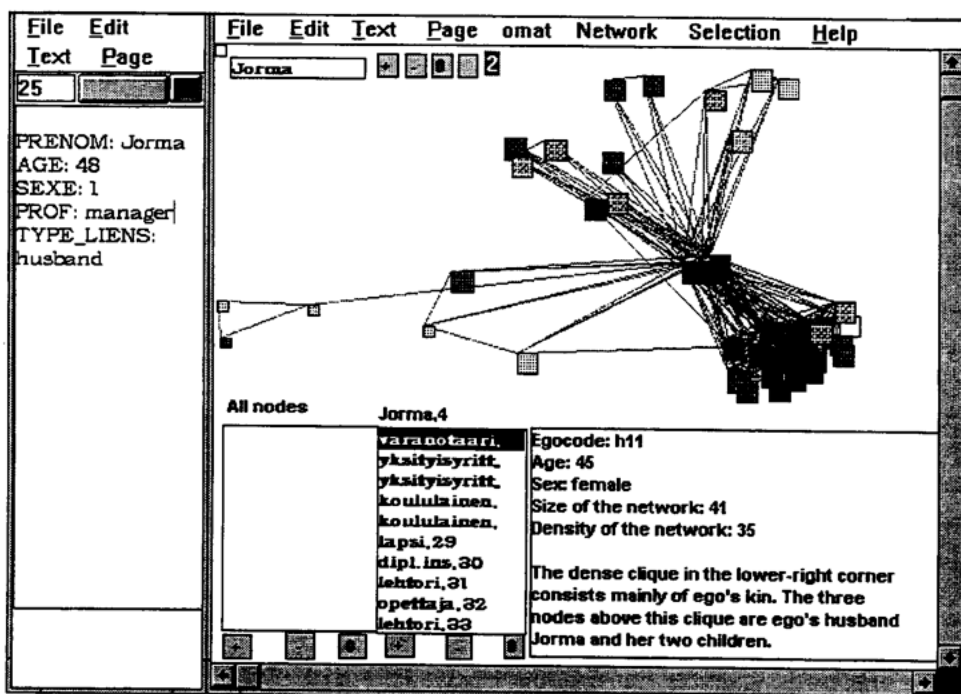 File Edit
Text Page
25
PRENOM: Jorma
AGE: 48
SEXE: 1
PROF: manager
TYPE_LIENS:
husband
File Edit Text Page omat Network Selection Help
Jorma
2
All nodes
Jorma,4
varanotaari,
yksityisyritt,
yksityisyritt,
koululainen,
koululainen,
lapsi,29
dipl.ins,30
lehtori,31
opettaja,32
lehtori,33
Egocode: h11
Age: 45
Sex: female
Size of the network: 41
Density of the network: 35
The dense clique in the lower-right corner
consists mainly of ego's kin. The three
nodes above this clique are ego's husband
Jorma and her two children.